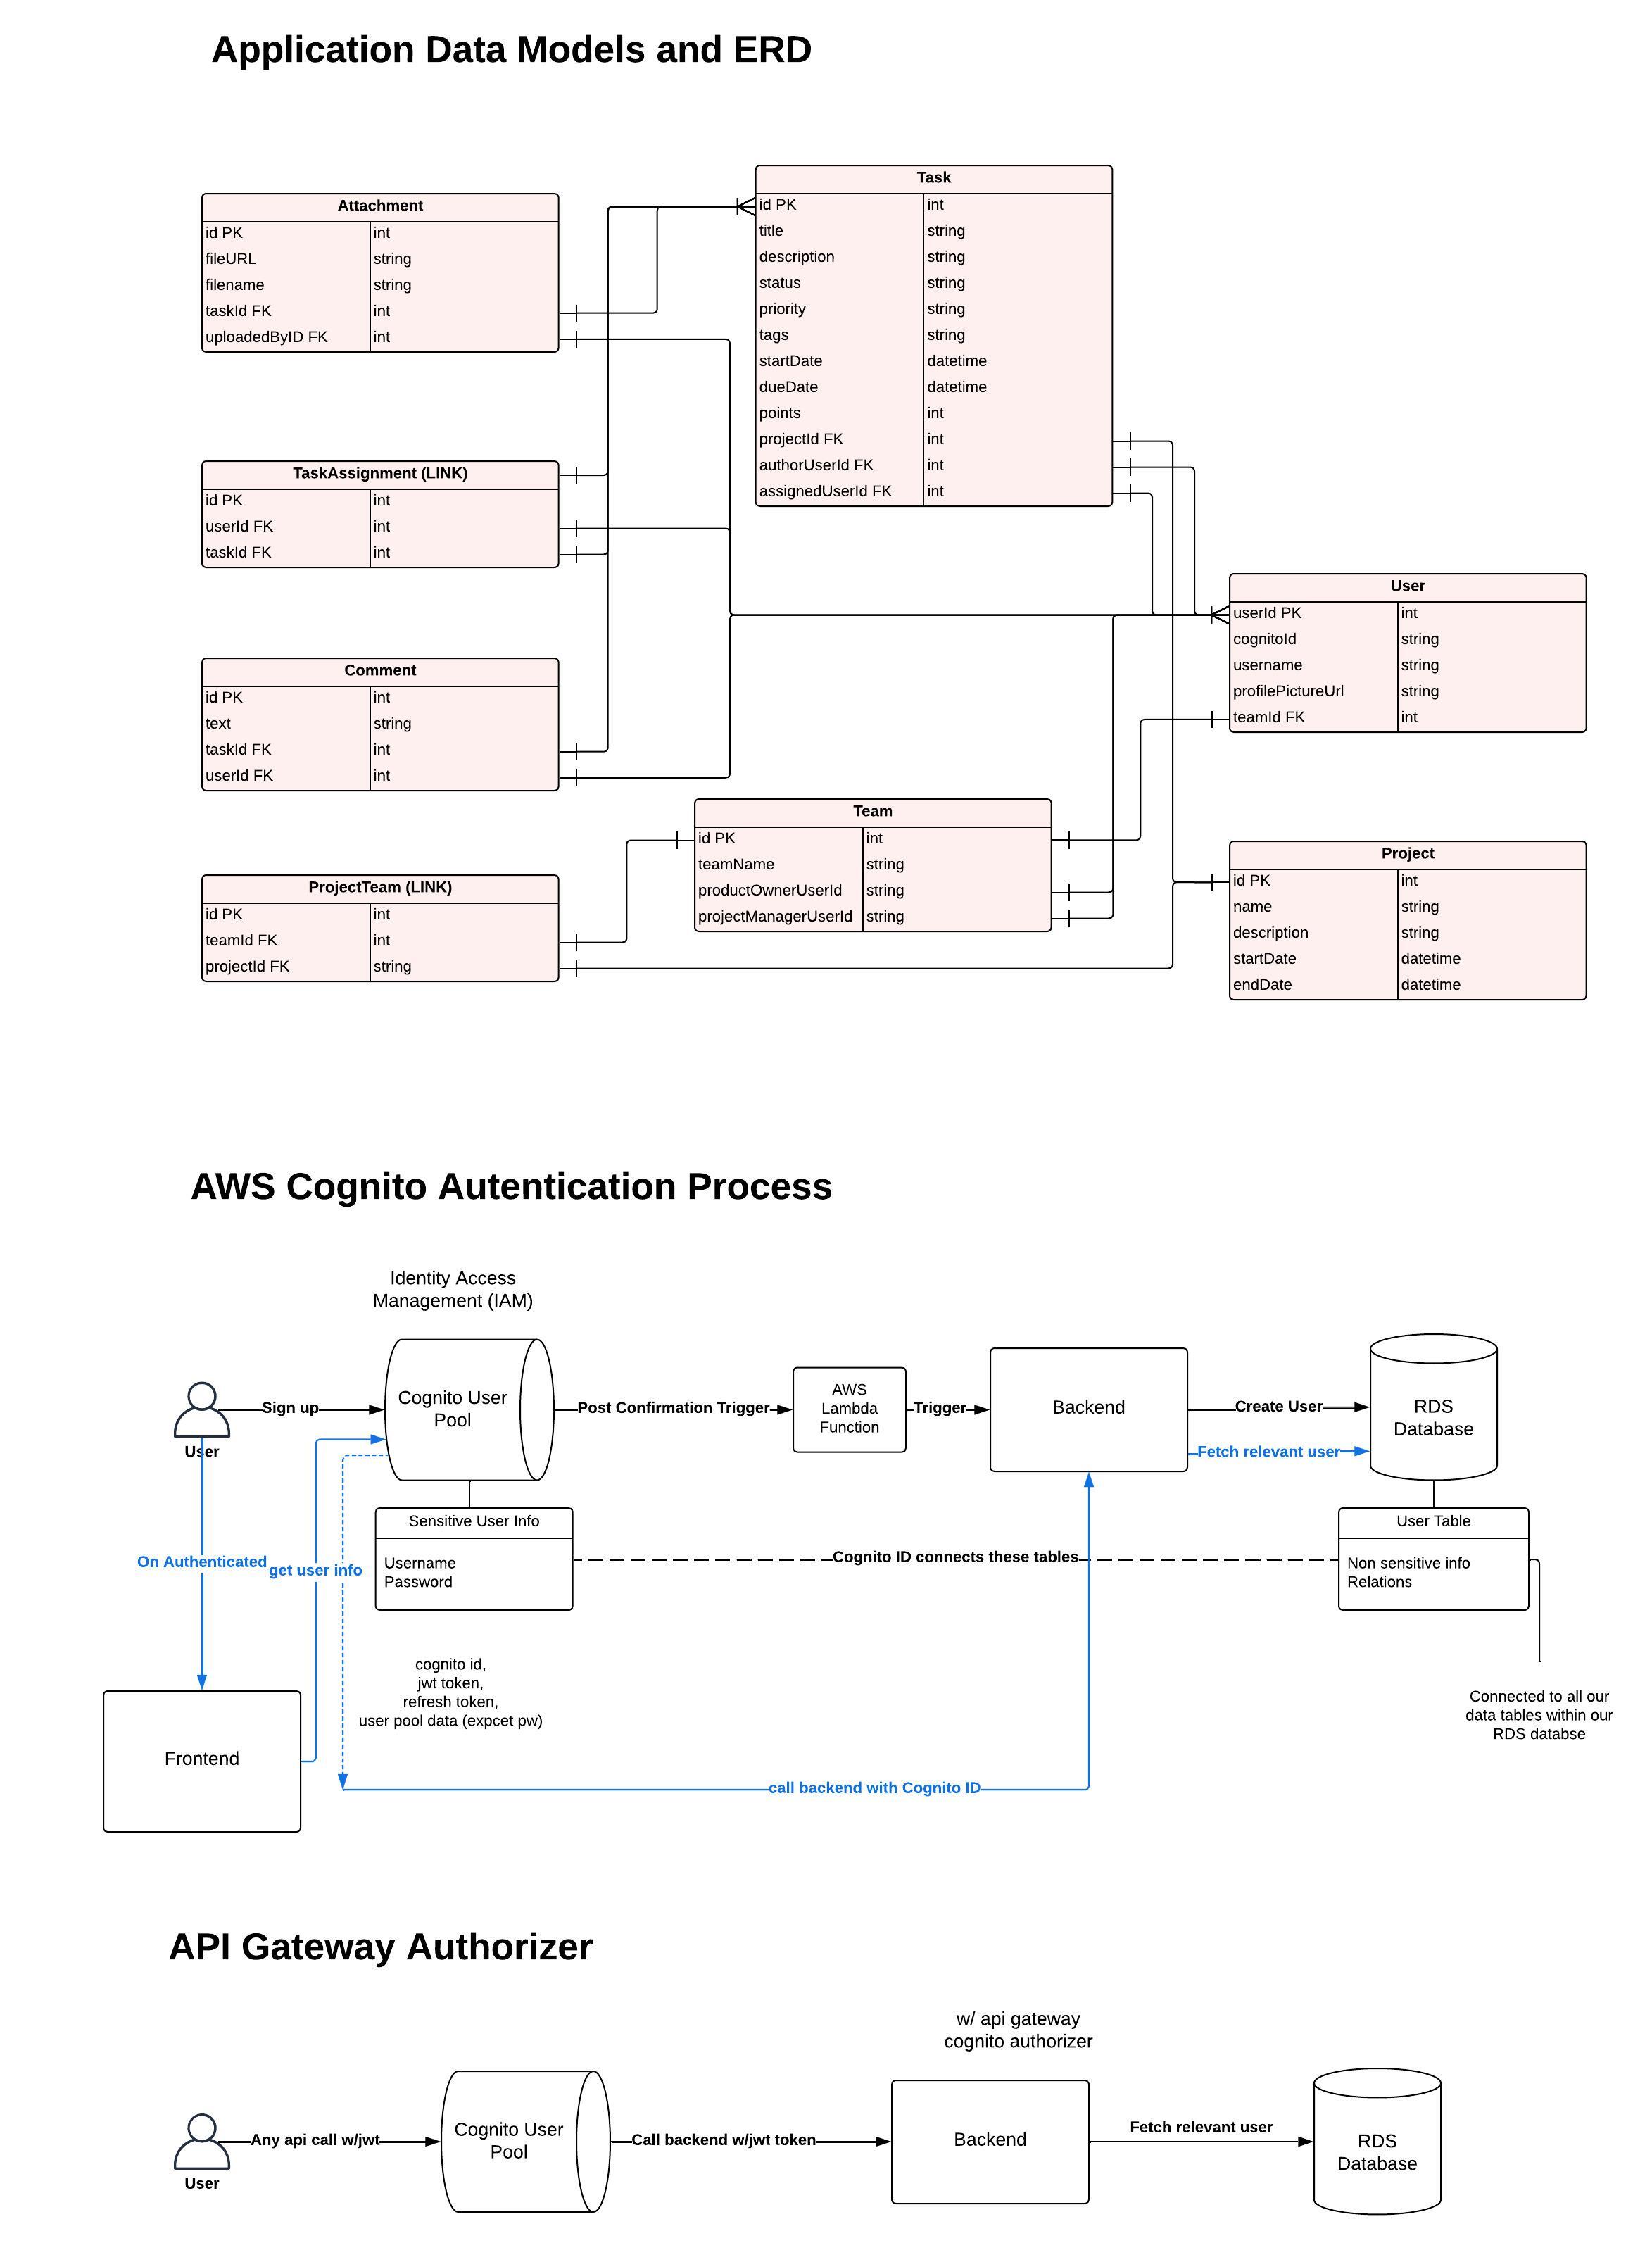 Application Data Models and ERD
Attachment
id PK int
fileURL string
filename string
taskId FK int
uploadedByID FK int
Task
id PK int
title string
description string
status string
priority string
tags string
startDate datetime
dueDate datetime
points int
projectId FK int
authorUserId FK int
assignedUserId FK int
TaskAssignment (LINK)
id PK int
userId FK int
taskId FK int
User
userId PK int
cognitoId string
username string
profilePictureUrl string
teamId FK int
Comment
id PK int
text string
taskId FK int
userId FK int
Team
id PK int
teamName string
productOwnerUserId string
projectManagerUserId string
Project
id PK int
name string
description string
startDate datetime
endDate datetime
ProjectTeam (LINK)
id PK int
teamId FK int
projectId FK string
AWS Cognito Autentication Process
Identity Access
Management (IAM)
User
Sign up
Cognito User
Pool
Post Confirmation Trigger
AWS
Lambda
Function
Trigger
Backend
Create User
Fetch relevant user
RDS
Database
Sensitive User Info
Username
Password
Cognito ID connects these tables
User Table
Non sensitive info
Relations
On Authenticated
get user info
cognito id,
jwt token,
refresh token,
user pool data (expcet pw)
Connected to all our
data tables within our
RDS databse
Frontend
call backend with Cognito ID
API Gateway Authorizer
w/ api gateway
cognito authorizer
User
Any api call w/jwt
Cognito User
Pool
Call backend w/jwt token
Backend
Fetch relevant user
RDS
Database